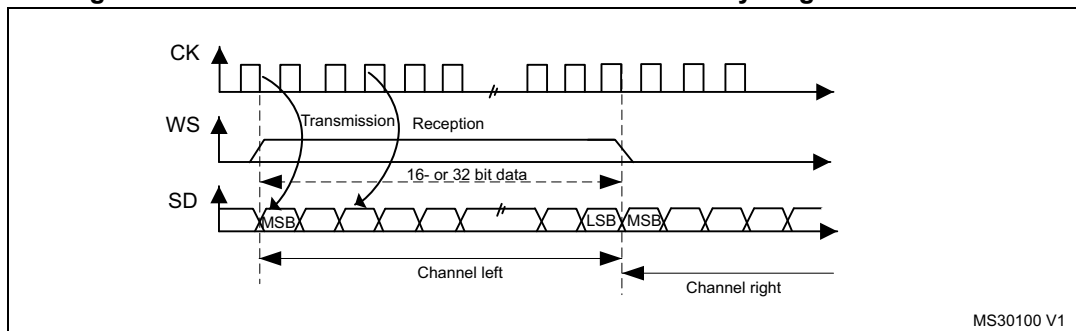 CK
Transmission
Reception
WS
16- or 32 bit data
SD
MSB
LSB
MSB
Channel left
Channel right
MS30100 V1